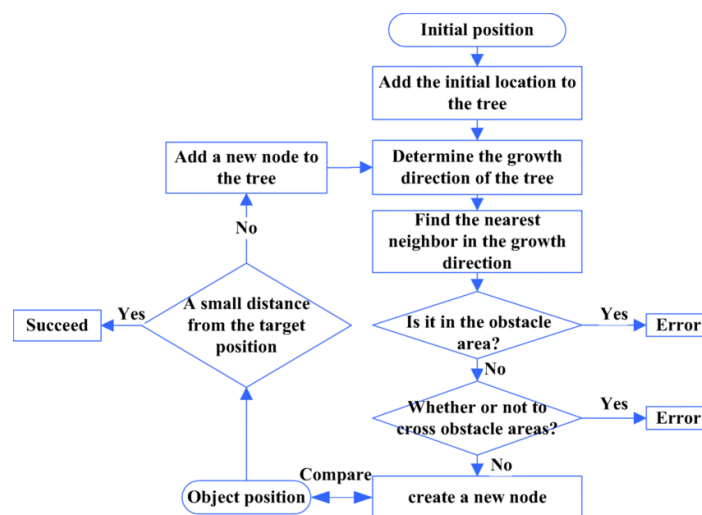 Initial position
Add the initial location to
the tree
Add a new node to
the tree
Determine the growth
direction of the tree
Find the nearest
neighbor in the growth
direction
No
A small distance
from the target
position
Yes
Succeed
Is it in the obstacle
area?
Yes
Error
No
Whether or not to
cross obstacle areas?
Yes
Error
No
Compare
Object position
create a new node